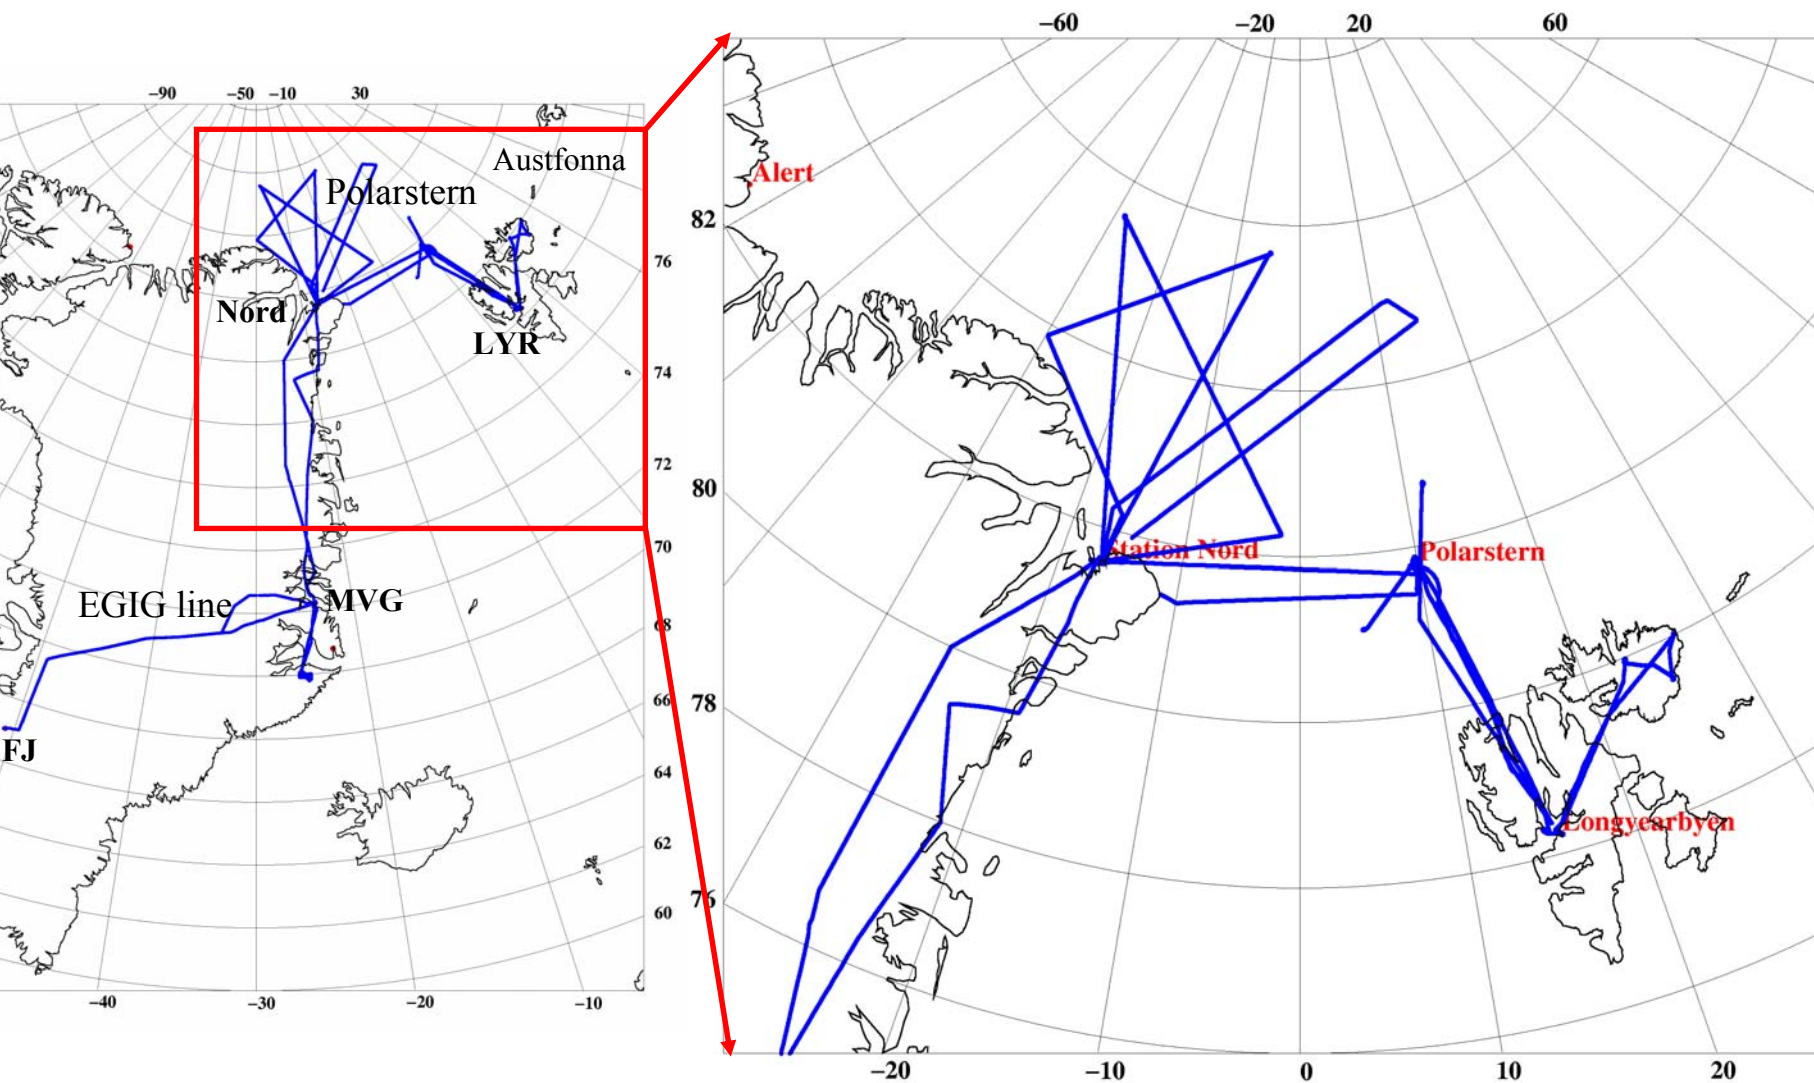 −90 −50 −10 30
Austfonna
Polarstern
76
Nord
LYR
74
72
70
EGIG line
MVG
68
66
FJ
64
62
60
−40 −30 −20 −10
−60 −20 20 60
Alert
82
80
Station Nord
Polarstern
78
Longyearbyen
76
−20 −10 0 10 20